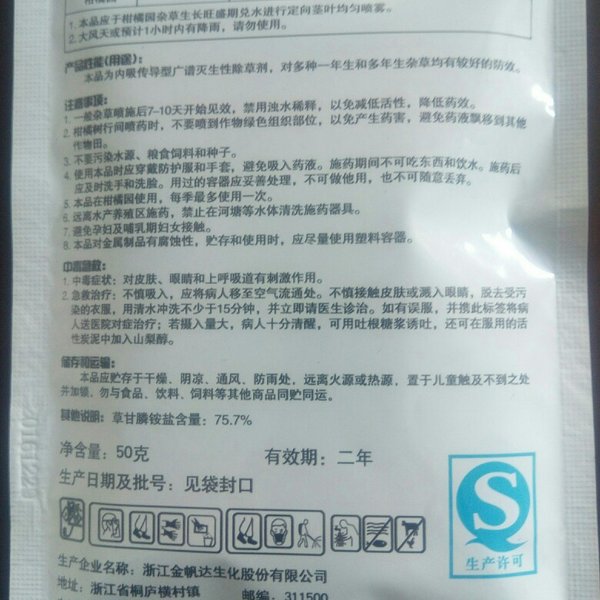 1. 本品应于柑橘园杂草生长旺盛期兑水进行定向茎叶均匀喷雾。
2. 大风天或预计1小时内有降雨，请勿使用。
产品性能(用途)：
本品为内吸传导型广谱灭生性除草剂，对多种一年生和多年生杂草均有较好的防效。
注意事项：
1. 一般杂草喷施后7-10天开始见效，禁用浊水稀释，以免减低活性，降低药效。
2. 柑橘树行间喷药时，不要喷到作物绿色组织部位，以免产生药害，避免药液飘移到其他
作物田。
3. 不要污染水源、粮食饲料和种子。
4. 使用本品时应穿戴防护服和手套，避免吸入药液。施药期间不可吃东西和饮水。施药后
应及时洗手和洗脸。用过的容器应妥善处理，不可做他用，也不可随意丢弃。
5. 本品在柑橘园使用，每季最多使用一次。
6. 远离水产养殖区施药，禁止在河塘等水体清洗施药器具。
7. 避免孕妇及哺乳期妇女接触。
8. 本品对金属制品有腐蚀性，贮存和使用时，应尽量使用塑料容器。
中毒急救：
1. 中毒症状：对皮肤、眼睛和上呼吸道有刺激作用。
2. 急救治疗：不慎吸入，应将病人移至空气流通处。不慎接触皮肤或溅入眼睛，脱去受污
染的衣服，用清水冲洗不少于15分钟，并立即请医生诊治。如有误服，并携此标签将病
人送医院对症治疗；若摄入量大，病人十分清醒，可用吐根糖浆诱吐，还可在服用的活
性炭泥中加入山梨醇。
储存和运输：
本品应贮存于干燥、阴凉、通风、防雨处，远离火源或热源，置于儿童触及不到之处
并加锁，勿与食品、饮料、饲料等其他商品同贮同运。
其他说明：草甘膦铵盐含量：75.7%
净含量：50克
有效期：二年
生产日期及批号：见袋封口
生产许可
生产企业名称：浙江金帆达生化股份有限公司
地址：浙江省桐庐横村镇 邮编：311500